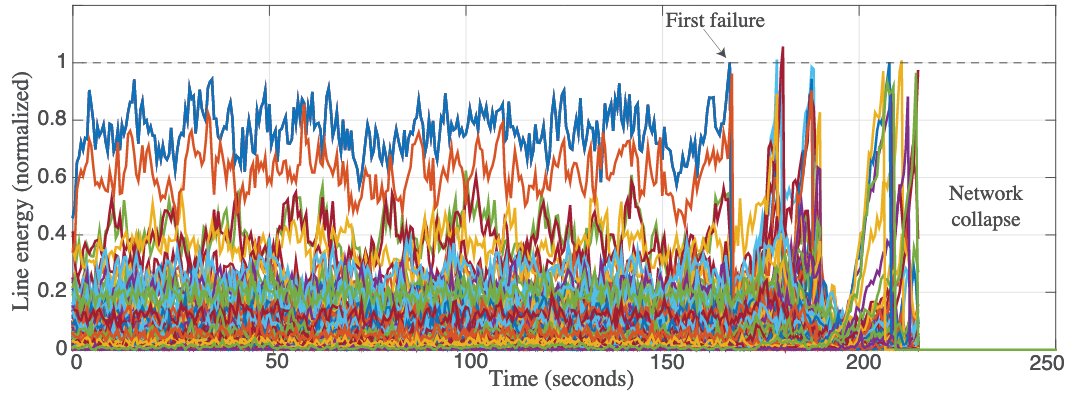 First failure
1
0.8
0.6
0.4
0.2
0
Line energy (normalized)
Network
collapse
0 50 100 150 200 250
Time (seconds)